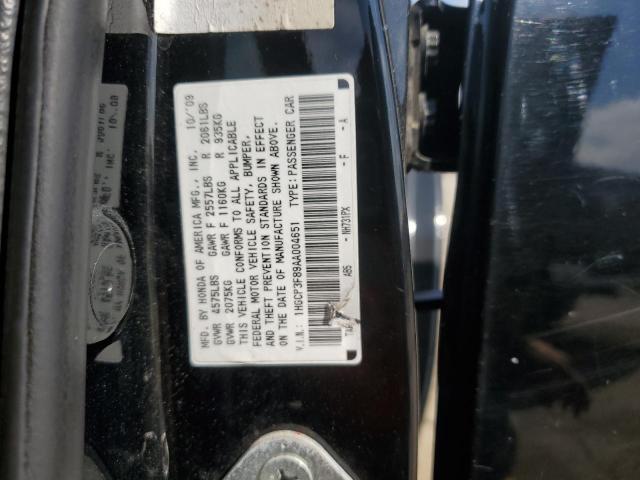 MFD. BY HONDA OF AMERICA MFG., INC. 10/'09
GVWR 4575LBS GAWR F 2557LBS R 2061LBS
GVWR 2075KG GAWR F 1160KG R 935KG
THIS VEHICLE CONFORMS TO ALL APPLICABLE
FEDERAL MOTOR VEHICLE SAFETY, BUMPER,
AND THEFT PREVENTION STANDARDS IN EFFECT
ON THE DATE OF MANUFACTURE SHOWN ABOVE.
V.I.N.: 1HGCP3F89AA004651 TYPE: PASSENGER CAR
ABS - NH731PX - F - A
INC.